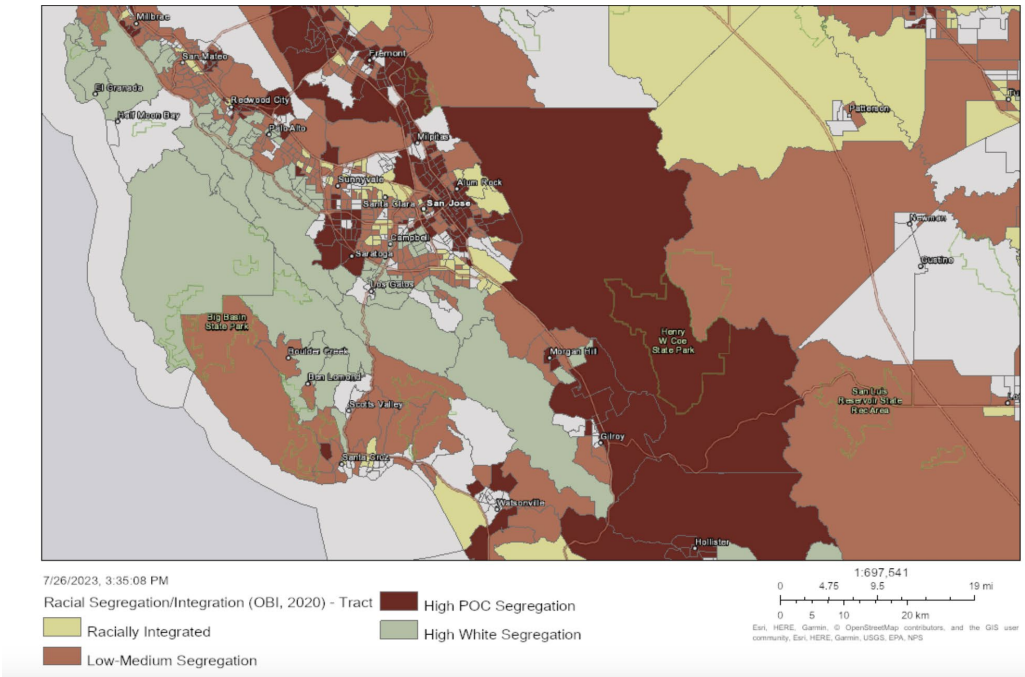 Millbrae
San Mateo
Fremont
El Granada
Redwood City
Half Moon Bay
Palo Alto
Milpitas
Patterson
Sunnyvale
Alum Rock
Santa Clara
San Jose
Campbell
Saratoga
Los Gatos
Newman
Gustine
Big Basin
State Park
Henry
W Coe
State Park
Boulder Creek
Morgan Hill
Ben Lomond
San Luis
Reservoir State
Rec Area
Scotts Valley
Gilroy
Santa Cruz
Watsonville
Hollister
7/26/2023, 3:35:08 PM
Racial Segregation/Integration (OBI, 2020) - Tract
Racially Integrated
Low-Medium Segregation
High POC Segregation
High White Segregation
1:697,541
0 4.75 9.5 19 mi
0 5 10 20 km
Esri, HERE, Garmin, © OpenStreetMap contributors, and the GIS user
community, Esri, HERE, Garmin, USGS, EPA, NPS